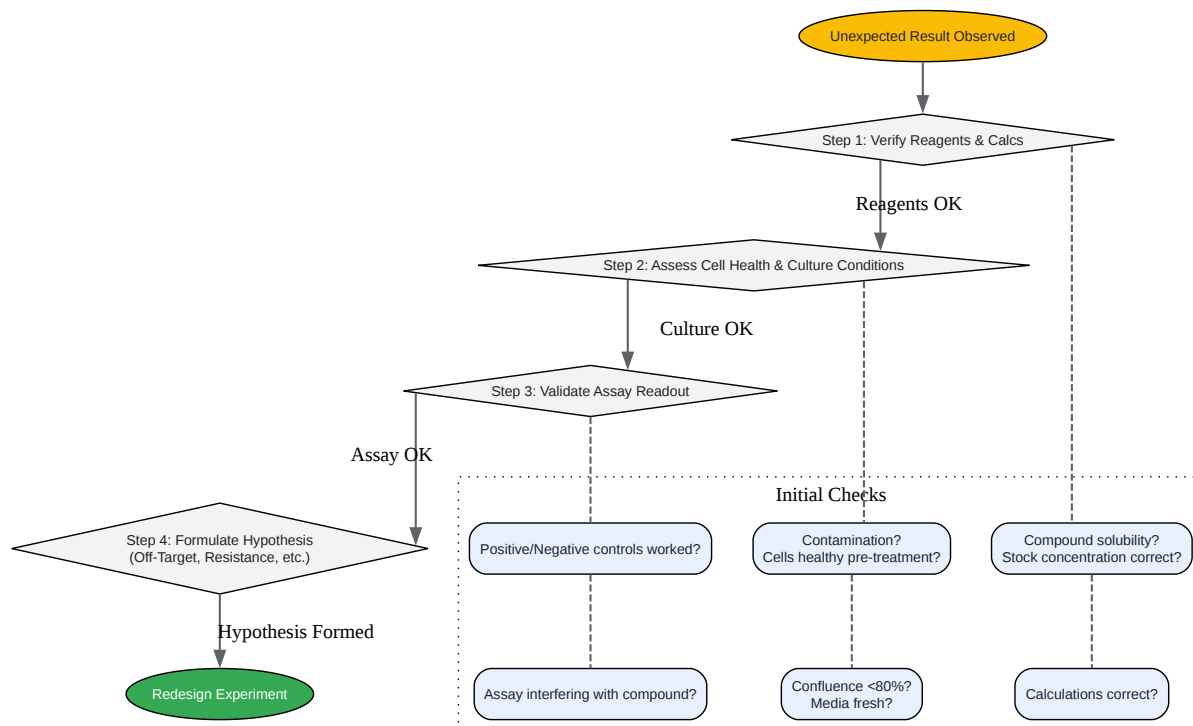 Unexpected Result Observed
Step 1: Verify Reagents & Calcs
Reagents OK
Step 2: Assess Cell Health & Culture Conditions
Culture OK
Step 3: Validate Assay Readout
Assay OK
Initial Checks
Step 4: Formulate Hypothesis
(Off-Target, Resistance, etc.)
Positive/Negative controls worked?
Contamination?
Cells healthy pre-treatment?
Compound solubility?
Stock concentration correct?
Hypothesis Formed
Redesign Experiment
Assay interfering with compound?
Confluence <80%?
Media fresh?
Calculations correct?